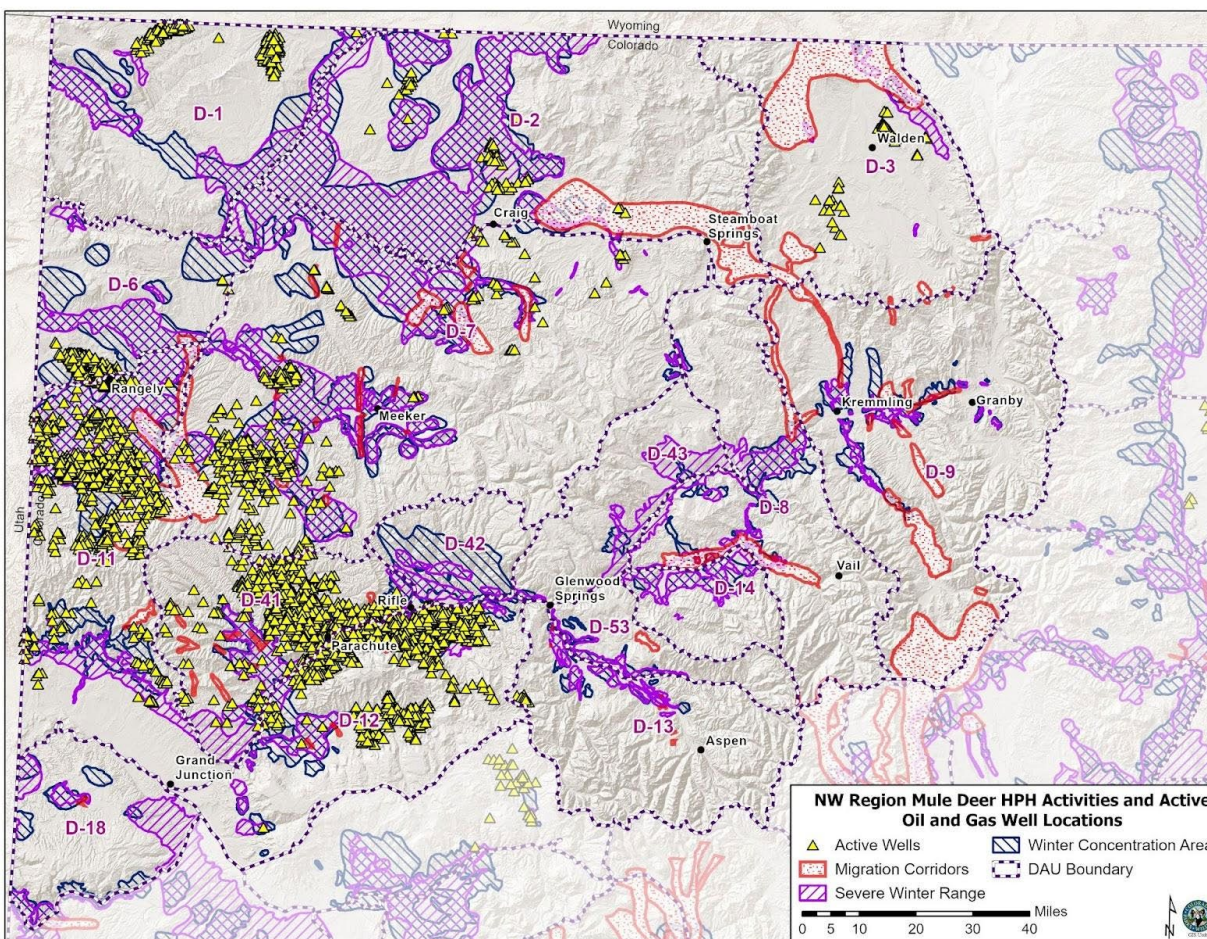 Wyoming
Colorado
D-1
D-2
Walden
D-3
Craig
Steamboat
Springs
D-6
D-7
Rangely
Meeker
Kremmling
Granby
D-43
D-9
Utah
Colorado
D-8
D-11
D-42
Vail
D-41
Rifle
Glenwood
Springs
D-14
Parachute
D-53
D-12
D-13
Aspen
Grand
Junction
D-18
NW Region Mule Deer HPH Activities and Active
Oil and Gas Well Locations
Active Wells
Winter Concentration Area
Migration Corridors
DAU Boundary
Severe Winter Range
Miles
0 5 10 20 30 40
N